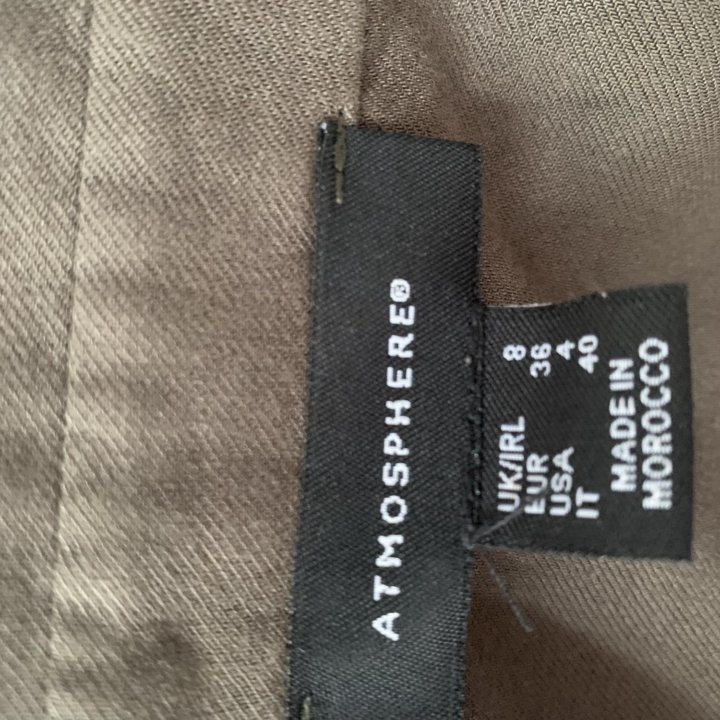 ATMOSPHERE®
UK/IRL 8
EUR 36
USA 4
IT 40
MADE IN
MOROCCO